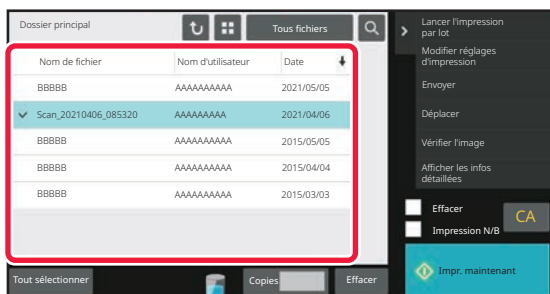 Dossier principal
Tous fichiers
Nom de fichier Nom d'utilisateur Date
BBBBB AAAAAAAAAA 2021/05/05
Scan_20210406_085320 AAAAAAAAA 2021/04/06
BBBBB AAAAAAAAAA 2015/05/05
BBBBB AAAAAAAAAA 2015/04/04
BBBBB AAAAAAAAAA 2015/03/03
Tout sélectionner
Copies
Effacer
Lancer l'impression
par lot
Modifier réglages
d'impression
Envoyer
Déplacer
Vérifier l'image
Afficher les infos
détaillées
Effacer
Impression N/B
CA
Impr. maintenant